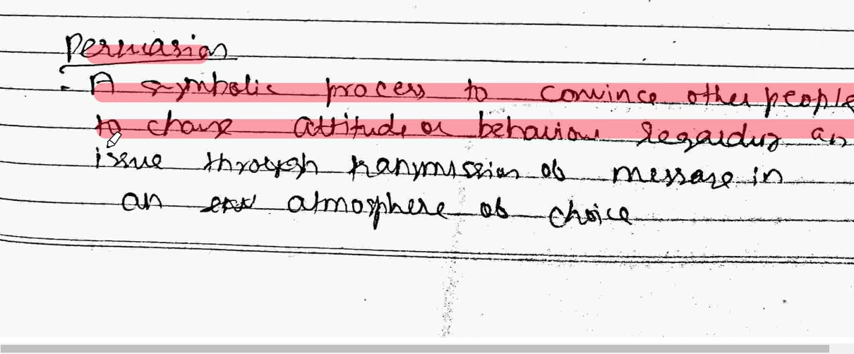 Persuasion
: A symbolic process to convince other people
to change attitude or behaviour regarding an
issue through transmission of message in
an atmosphere of choice